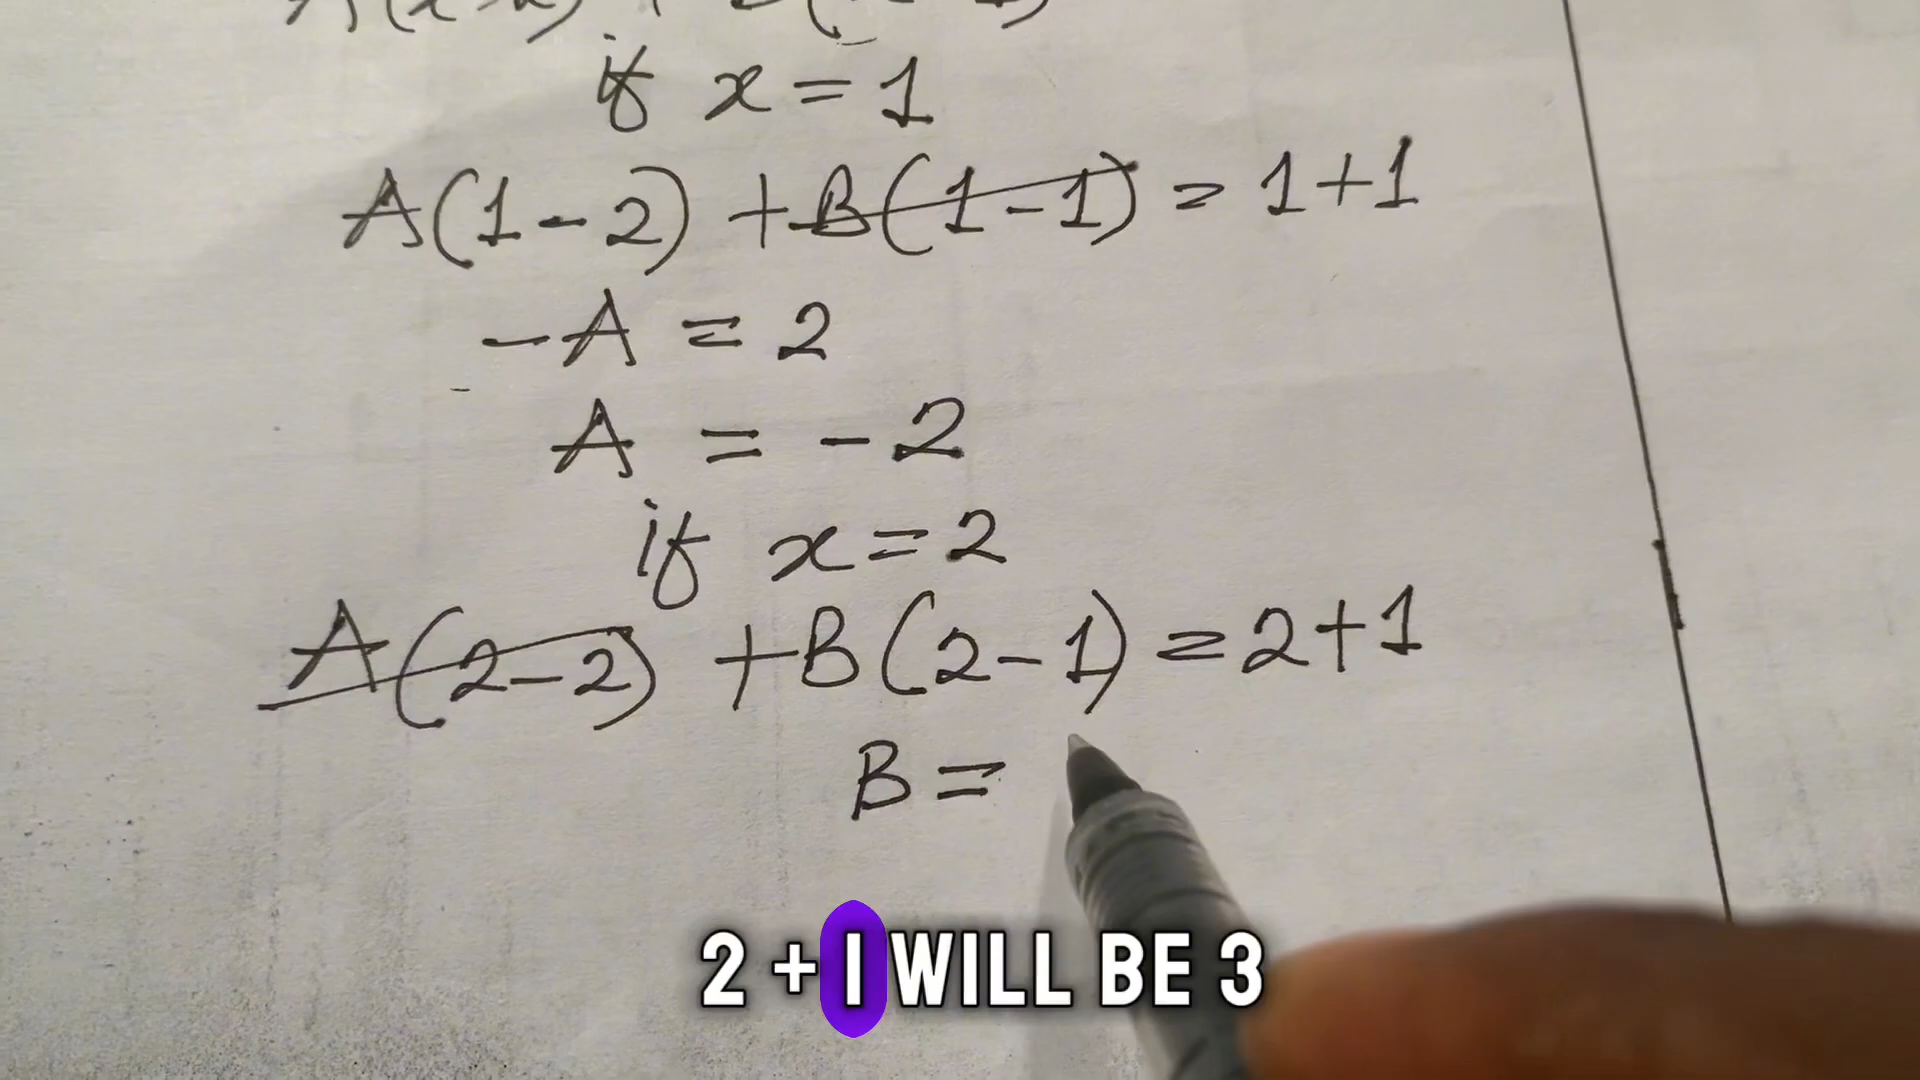 if x = 1
A(1-2) + B(1-1) = 1+1
-A = 2
A = -2
if x = 2
A(2-2) + B(2-1) = 2+1
B =
2 + 1 WILL BE 3